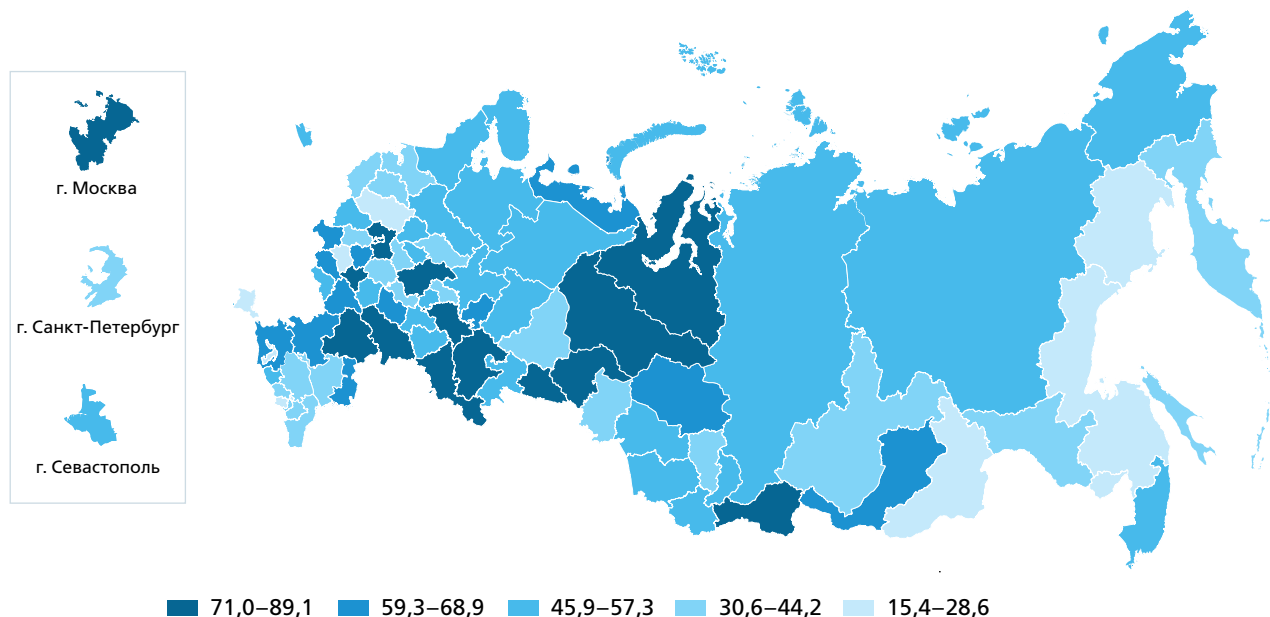 г. Москва
г. Санкт-Петербург
г. Севастополь
71,0–89,1 59,3–68,9 45,9–57,3 30,6–44,2 15,4–28,6